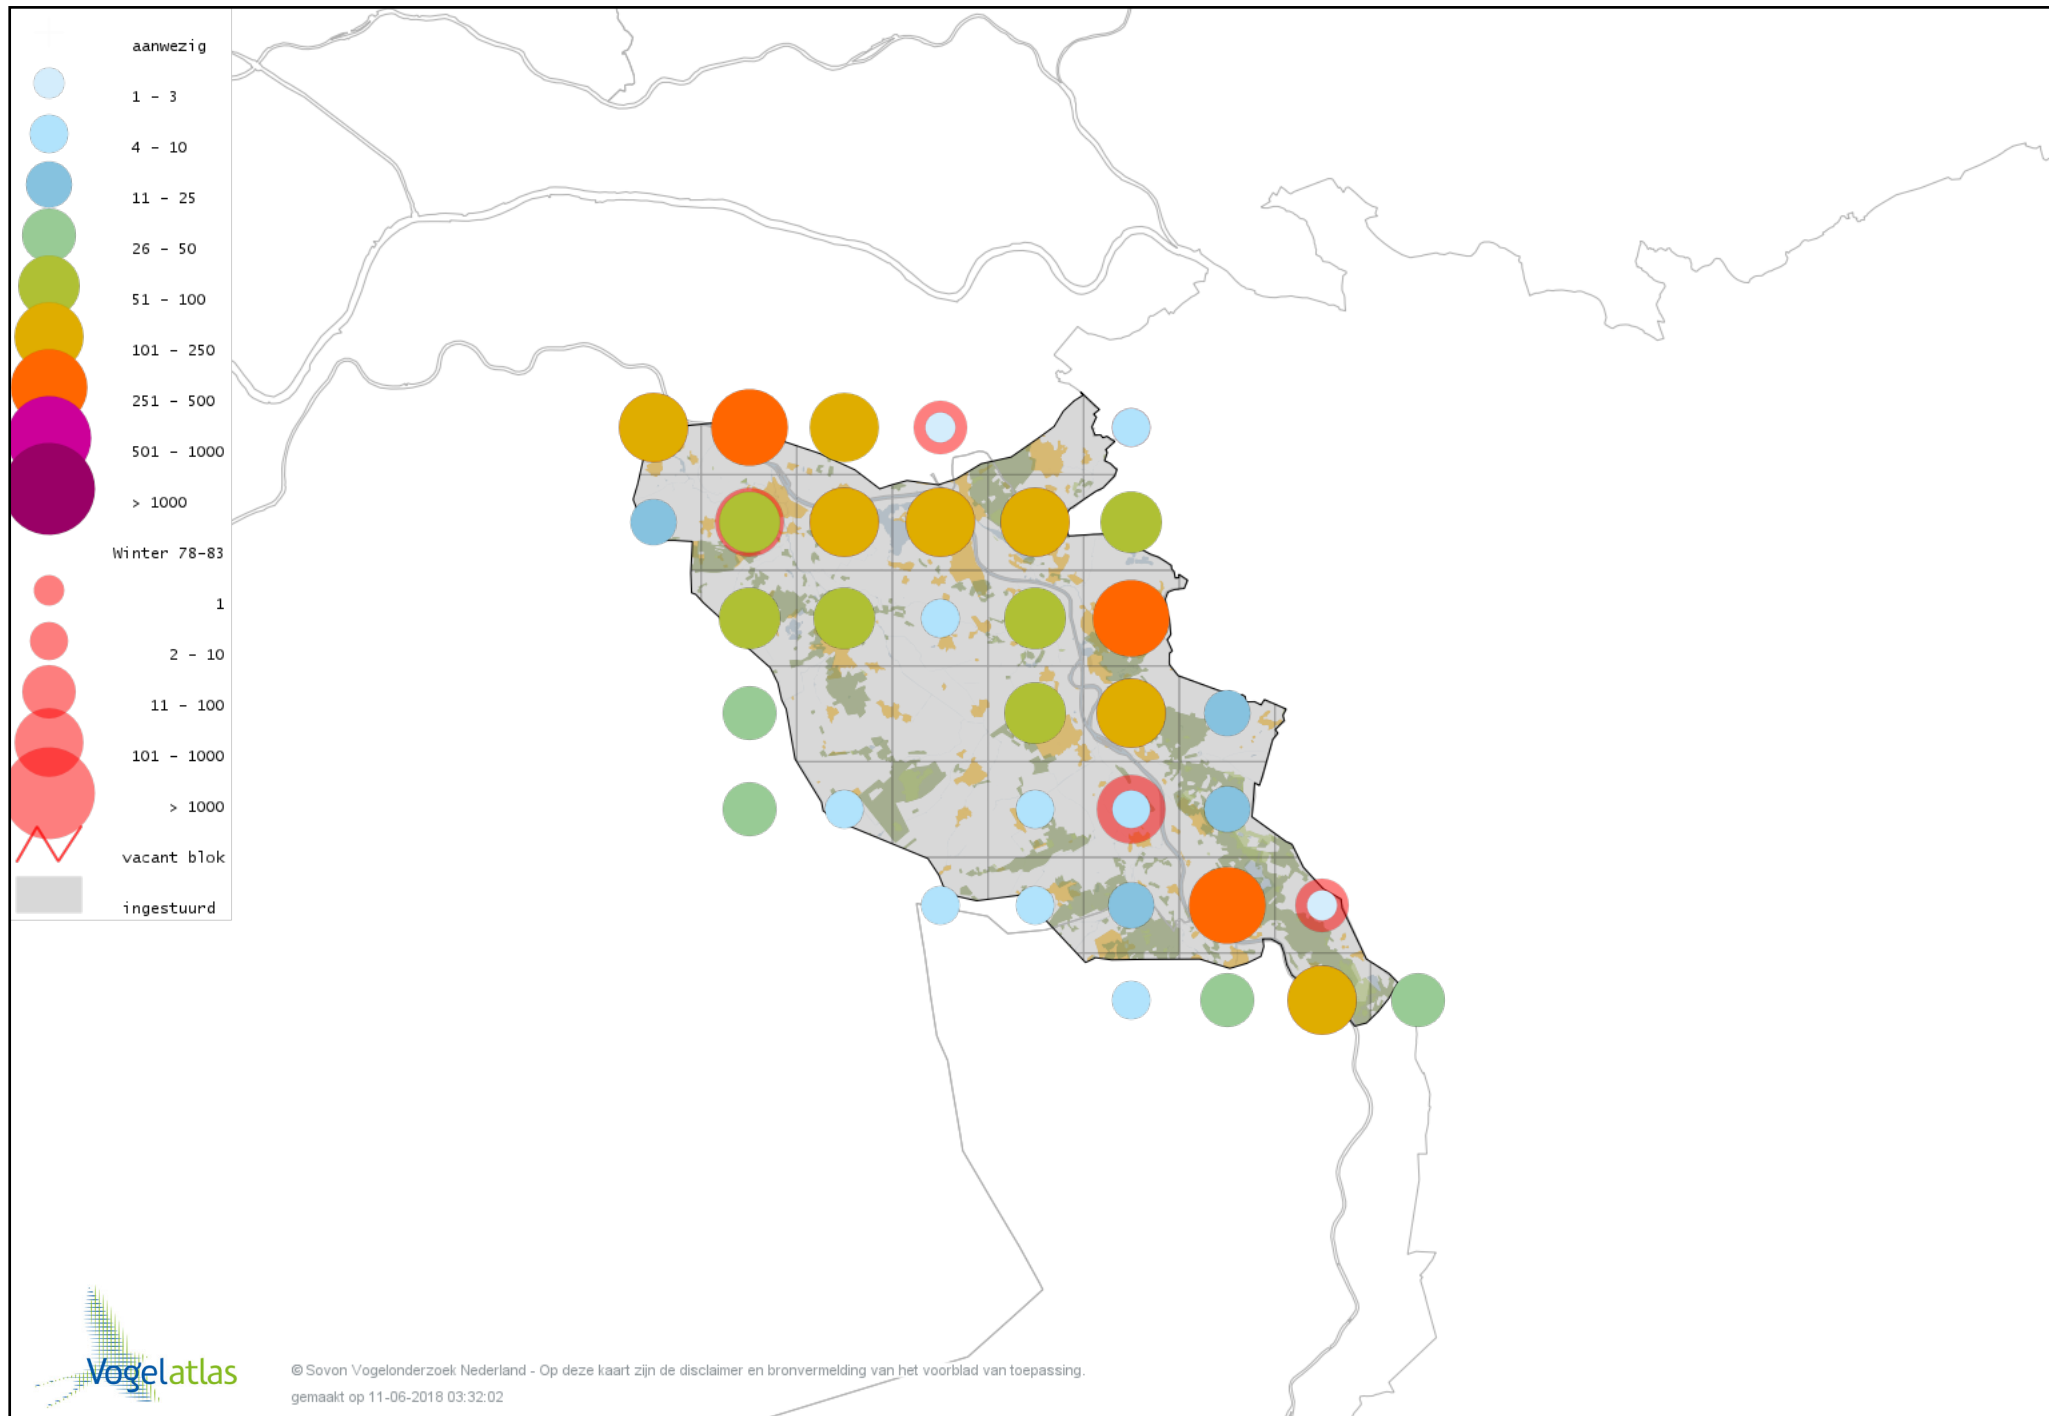 aanwezig
1 - 3
4 - 10
11 - 25
26 - 50
51 - 100
101 - 250
251 - 500
501 - 1000
> 1000
Winter 78-83
1
2 - 10
11 - 100
101 - 1000
> 1000
vacant blok
ingestuurd
Vogelatlas
© Sovon Vogelonderzoek Nederland - Op deze kaart zijn de disclaimer en bronvermelding van het voorblad van toepassing.
gemaakt op 11-06-2018 03:32:02